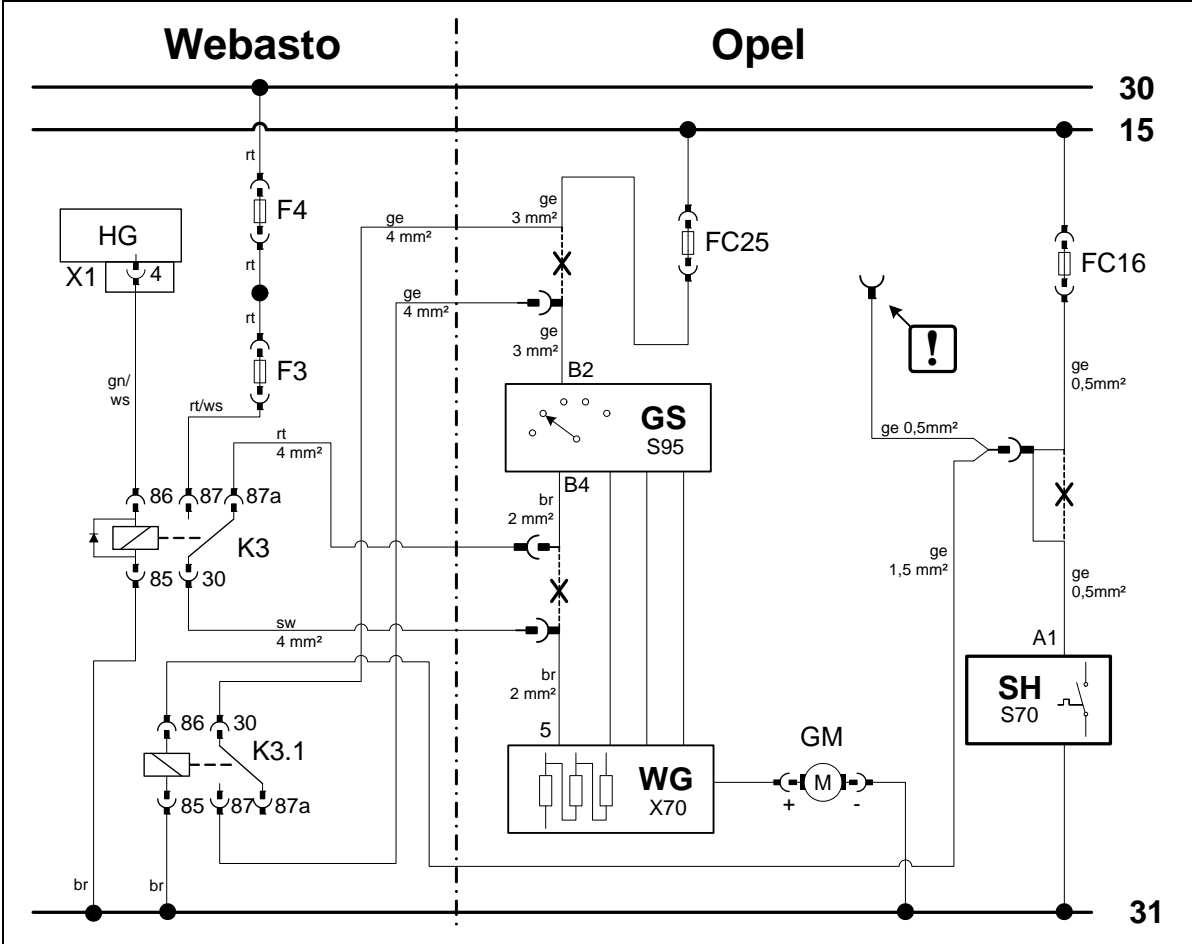 Webasto
Opel
30
15
rt
F4
rt
rt
F3
HG
X1
4
gn/
ws
rt/ws
rt
4 mm²
86
87
87a
K3
85
30
sw
4 mm²
86
30
K3.1
85
87
87a
br
br
ge
4 mm²
ge
4 mm²
ge
3 mm²
ge
3 mm²
B2
GS
S95
B4
br
2 mm²
br
2 mm²
5
WG
X70
GM
M
+
-
FC25
FC16
!
ge
0,5mm²
ge 0,5mm²
ge
1,5 mm²
ge
0,5mm²
A1
SH
S70
31